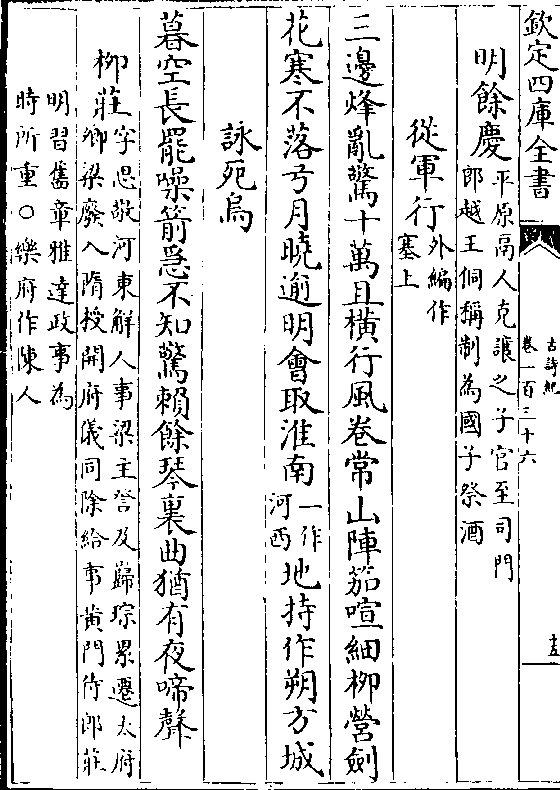 欽定四庫全書
古詩紀
卷一百三十六
十五
明餘慶平原鬲人克讓之子官至司門
郎越王侗稱制為國子祭酒
從軍行外編作
塞上
三邊烽亂驚十萬且橫行風卷常山陣笳喧細柳營劍
花寒不落弓月曉逾明會取淮南一作
河西地持作朔方城
詠死烏
暮空長罷噪箭急不知驚賴餘琴裏曲猶有夜啼聲
柳莊字思敬河東解人事梁主詧及巋琮累遷太府
卿梁廢入隋授開府儀同除給事黃門侍郎莊
明習舊章雅達政事為
時所重○樂府作陳人